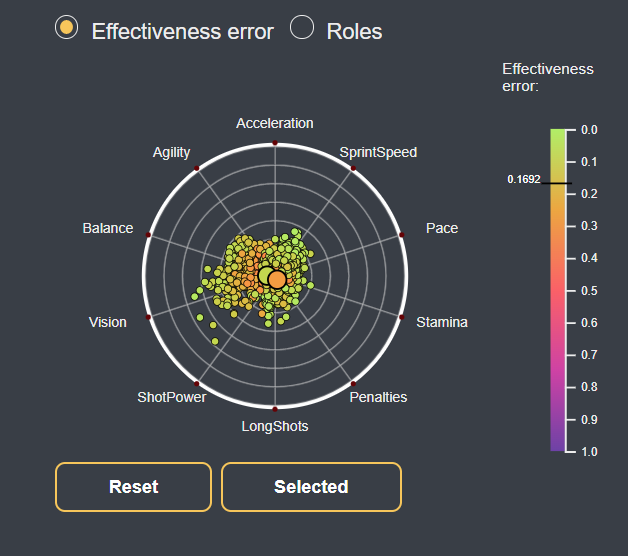 Effectiveness error
Roles
Effectiveness
error:
Acceleration
Agility
SprintSpeed
Balance
Pace
Vision
Stamina
ShotPower
Penalties
LongShots
0.0
0.1
0.1692
0.2
0.3
0.4
0.5
0.6
0.7
0.8
0.9
1.0
Reset
Selected